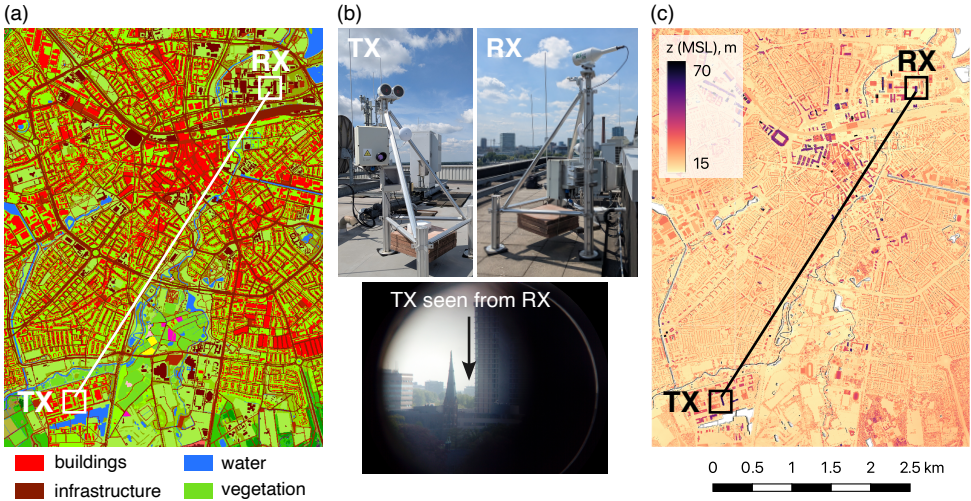 (a)
(b)
(c)
RX
TX
TX
RX
TX seen from RX
z (MSL), m
70
15
RX
TX
buildings
water
infrastructure
vegetation
0 0.5 1 1.5 2 2.5 km